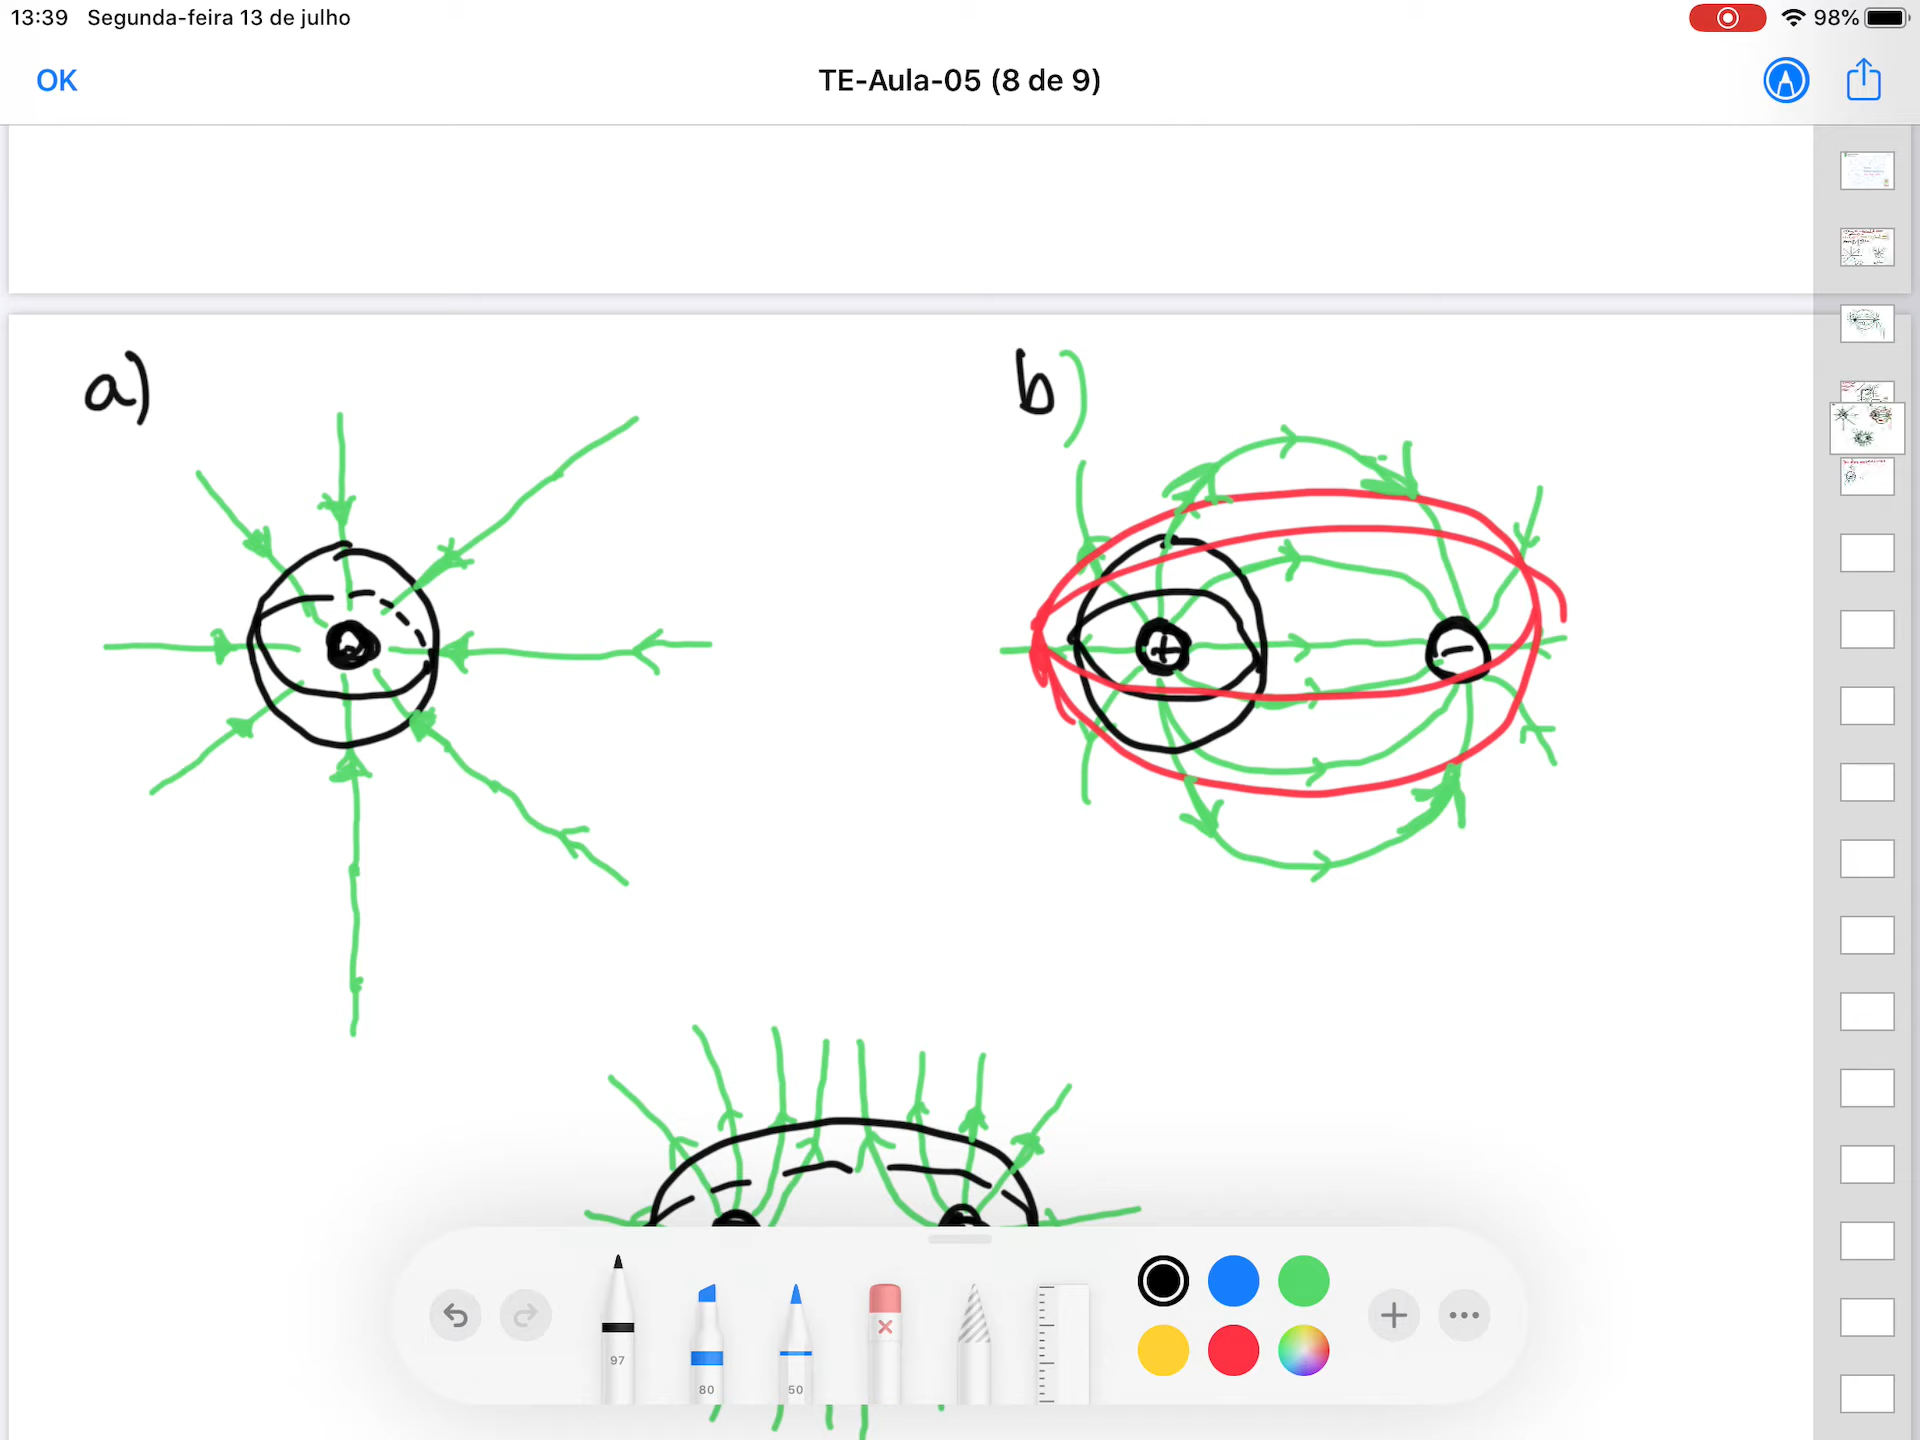 13:39 Segunda-feira 13 de julho 98%
OK TE-Aula-05 (8 de 9)
a) b)
+ −
97 80 50